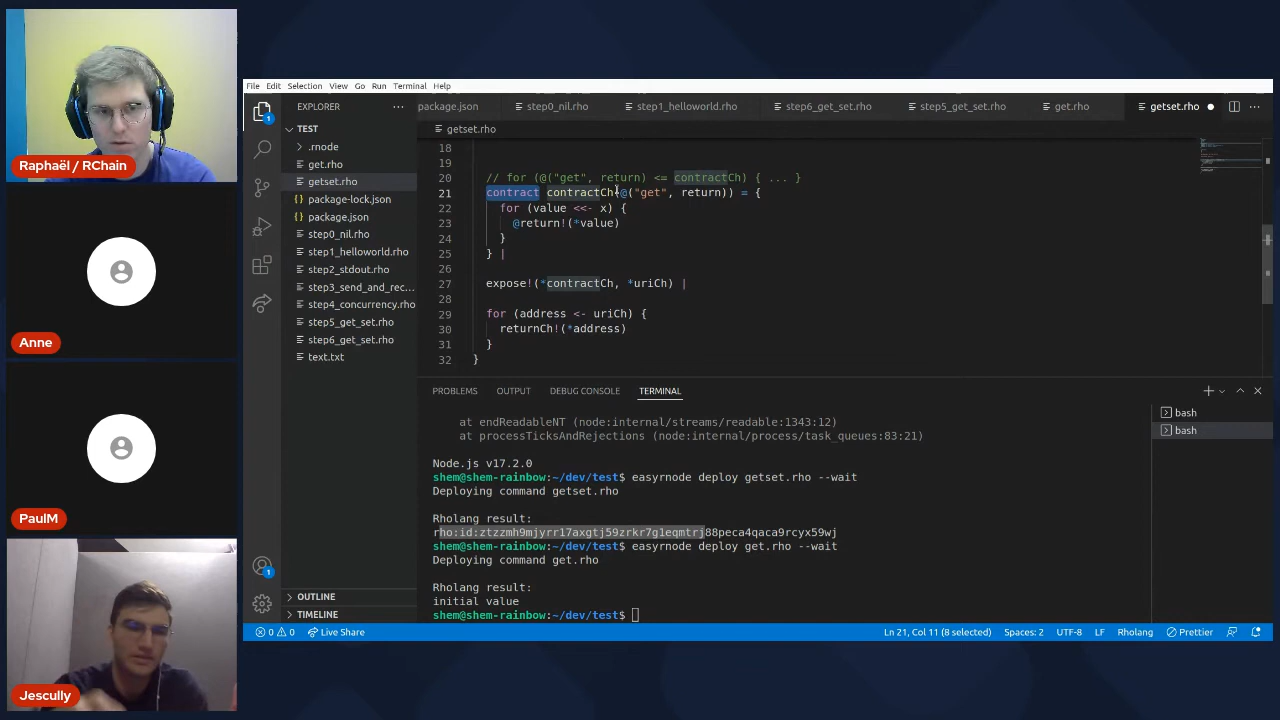 Raphaël / RChain
Anne
PaulM
Jescully
File Edit Selection View Go Run Terminal Help
EXPLORER
TEST
.rnode
get.rho
getset.rho
package-lock.json
package.json
step0_nil.rho
step1_helloworld.rho
step2_stdout.rho
step3_send_and_rec...
step4_concurrency.rho
step5_get_set.rho
step6_get_set.rho
text.txt
OUTLINE
TIMELINE
1
1
package.json step0_nil.rho step1_helloworld.rho step6_get_set.rho step5_get_set.rho get.rho getset.rho
getset.rho
18
19
20 // for (@("get", return) <= contractCh) { ... }
21 contract contractCh(@("get", return)) = {
22 for (value <<- x) {
23 @return!(*value)
24 }
25 } |
26
27 expose!(*contractCh, *uriCh) |
28
29 for (address <- uriCh) {
30 returnCh!(*address)
31 }
32 }
PROBLEMS OUTPUT DEBUG CONSOLE TERMINAL
at endReadableNT (node:internal/streams/readable:1343:12)
at processTicksAndRejections (node:internal/process/task_queues:83:21)
Node.js v17.2.0
shem@shem-rainbow:~/dev/test$ easyrnode deploy getset.rho --wait
Deploying command getset.rho
Rholang result:
rho:id:ztzzmh9mjyrr17axgtj59zrkr7g1eqmtrj88peca4qaca9rcyx59wj
shem@shem-rainbow:~/dev/test$ easyrnode deploy get.rho --wait
Deploying command get.rho
Rholang result:
initial value
shem@shem-rainbow:~/dev/test$
bash
bash
0 0 Live Share Ln 21, Col 11 (8 selected) Spaces: 2 UTF-8 LF Rholang Prettier